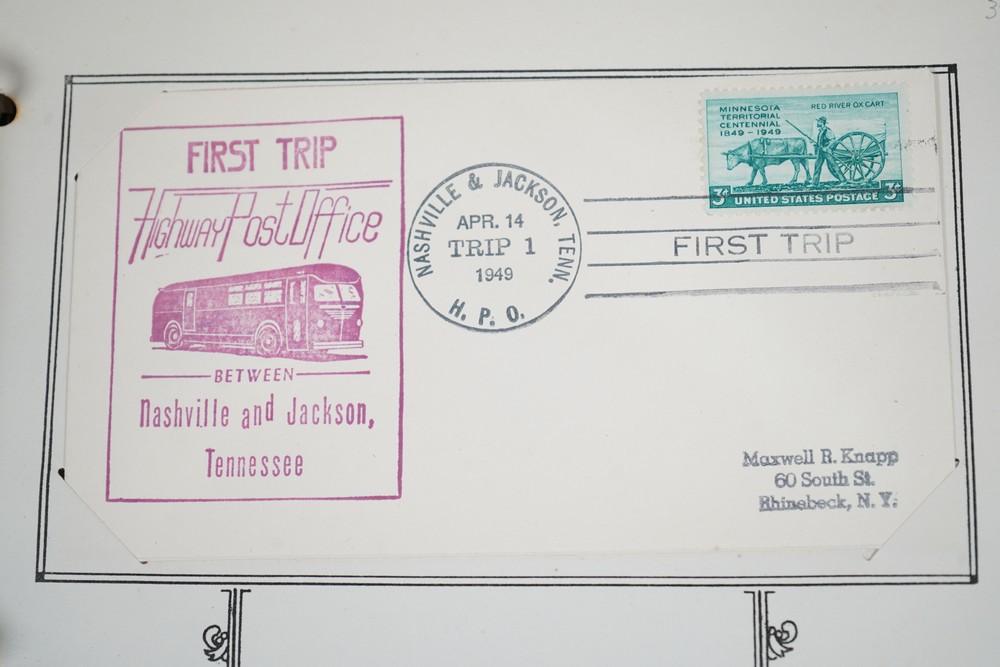 FIRST TRIP
Highway Post Office
BETWEEN
Nashville and Jackson,
Tennessee
NASHVILLE & JACKSON, TENN.
APR. 14
TRIP 1
1949
H. P. O.
MINNESOTA
TERRITORIAL
CENTENNIAL
1849-1949
RED RIVER OX CART
3¢ UNITED STATES POSTAGE 3¢
FIRST TRIP
Maxwell R. Knapp
60 South St.
Rhinebeck, N. Y.